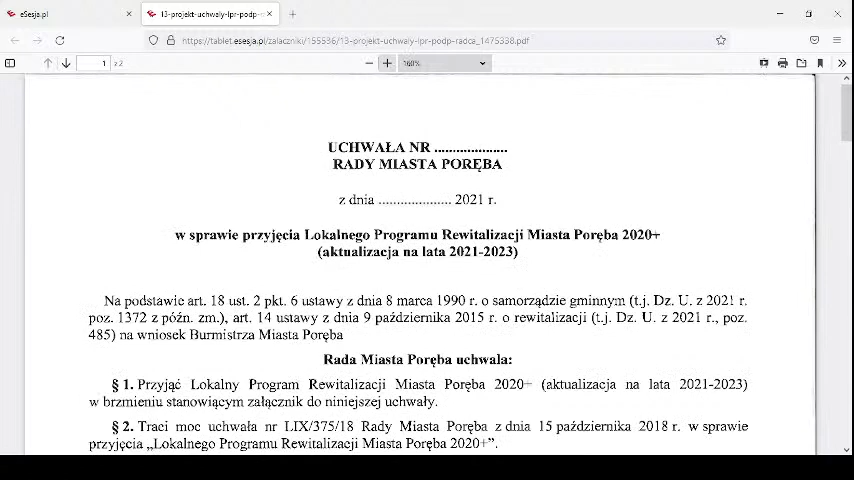 eSesja.pl
13-projekt-uchwaly-lpr-podp-
https://tablet.esesja.pl/zalaczniki/155536/13-projekt-uchwaly-lpr-podp-radca_1475338.pdf
1 z 2
160%
UCHWAŁA NR .....................
RADY MIASTA PORĘBA
z dnia ..................... 2021 r.
w sprawie przyjęcia Lokalnego Programu Rewitalizacji Miasta Poręba 2020+
(aktualizacja na lata 2021-2023)
Na podstawie art. 18 ust. 2 pkt. 6 ustawy z dnia 8 marca 1990 r. o samorządzie gminnym (t.j. Dz. U. z 2021 r.
poz. 1372 z późn. zm.), art. 14 ustawy z dnia 9 października 2015 r. o rewitalizacji (t.j. Dz. U. z 2021 r., poz.
485) na wniosek Burmistrza Miasta Poręba
Rada Miasta Poręba uchwala:
§ 1. Przyjąć Lokalny Program Rewitalizacji Miasta Poręba 2020+ (aktualizacja na lata 2021-2023)
w brzmieniu stanowiącym załącznik do niniejszej uchwały.
§ 2. Traci moc uchwała nr LIX/375/18 Rady Miasta Poręba z dnia 15 października 2018 r. w sprawie
przyjęcia „Lokalnego Programu Rewitalizacji Miasta Poręba 2020+”.